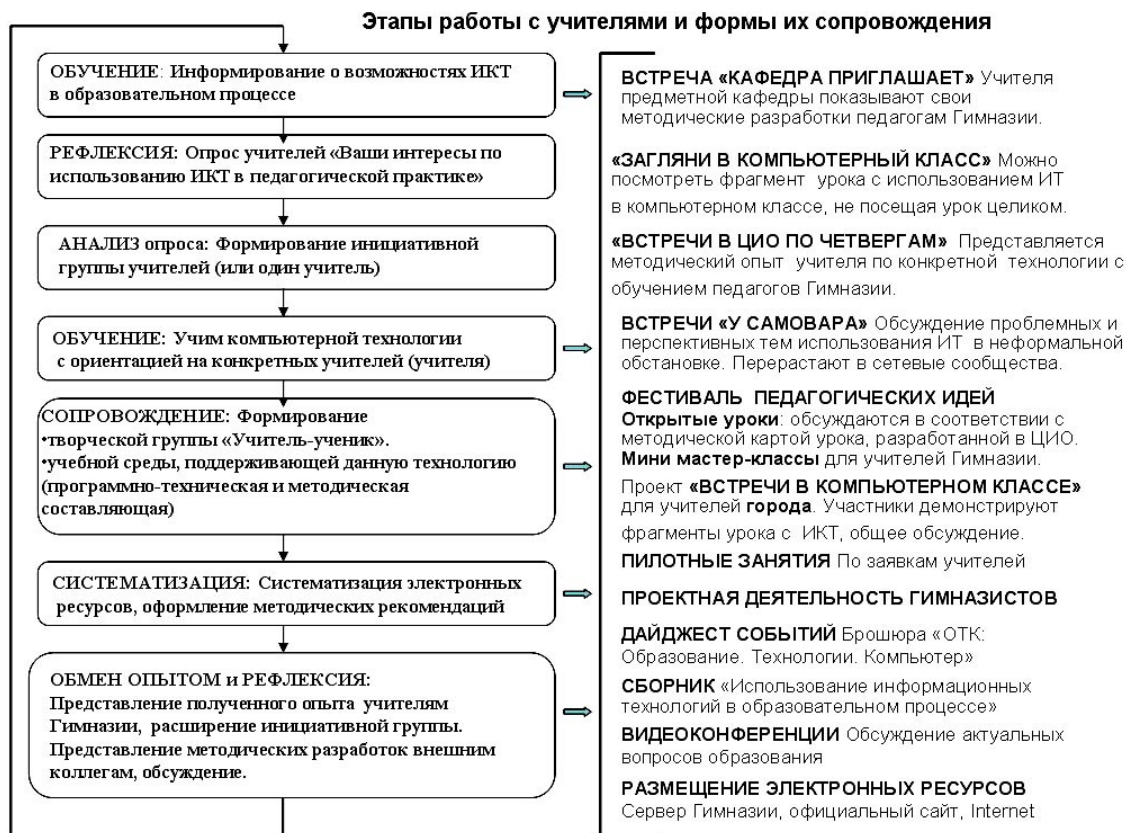 Этапы работы с учителями и формы их сопровождения
ОБУЧЕНИЕ: Информирование о возможностях ИКТ
в образовательном процессе
РЕФЛЕКСИЯ: Опрос учителей «Ваши интересы по
использованию ИКТ в педагогической практике»
АНАЛИЗ опроса: Формирование инициативной
группы учителей (или один учитель)
ОБУЧЕНИЕ: Учим компьютерной технологии
с ориентацией на конкретных учителей (учителя)
СОПРОВОЖДЕНИЕ: Формирование
•творческой группы «Учитель-ученик».
•учебной среды, поддерживающей данную технологию
(программно-техническая и методическая
составляющая)
СИСТЕМАТИЗАЦИЯ: Систематизация электронных
ресурсов, оформление методических рекомендаций
ОБМЕН ОПЫТОМ и РЕФЛЕКСИЯ:
Представление полученного опыта учителям
Гимназии, расширение инициативной группы.
Представление методических разработок внешним
коллегам, обсуждение.
ВСТРЕЧА «КАФЕДРА ПРИГЛАШАЕТ» Учителя
предметной кафедры показывают свои
методические разработки педагогам Гимназии.
«ЗАГЛЯНИ В КОМПЬЮТЕРНЫЙ КЛАСС» Можно
посмотреть фрагмент урока с использованием ИТ
в компьютерном классе, не посещая урок целиком.
«ВСТРЕЧИ В ЦИО ПО ЧЕТВЕРГАМ» Представляется
методический опыт учителя по конкретной технологии с
обучением педагогов Гимназии.
ВСТРЕЧИ «У САМОВАРА» Обсуждение проблемных и
перспективных тем использования ИТ в неформальной
обстановке. Перерастают в сетевые сообщества.
ФЕСТИВАЛЬ ПЕДАГОГИЧЕСКИХ ИДЕЙ
Открытые уроки: обсуждаются в соответствии с
методической картой урока, разработанной в ЦИО.
Мини мастер-классы для учителей Гимназии.
Проект «ВСТРЕЧИ В КОМПЬЮТЕРНОМ КЛАССЕ»
для учителей города. Участники демонстрируют
фрагменты урока с ИКТ, общее обсуждение.
ПИЛОТНЫЕ ЗАНЯТИЯ По заявкам учителей
ПРОЕКТНАЯ ДЕЯТЕЛЬНОСТЬ ГИМНАЗИСТОВ
ДАЙДЖЕСТ СОБЫТИЙ Брошюра «ОТК:
Образование. Технологии. Компьютер»
СБОРНИК «Использование информационных
технологий в образовательном процессе»
ВИДЕОКОНФЕРЕНЦИИ Обсуждение актуальных
вопросов образования
РАЗМЕЩЕНИЕ ЭЛЕКТРОННЫХ РЕСУРСОВ
Сервер Гимназии, официальный сайт, Internet